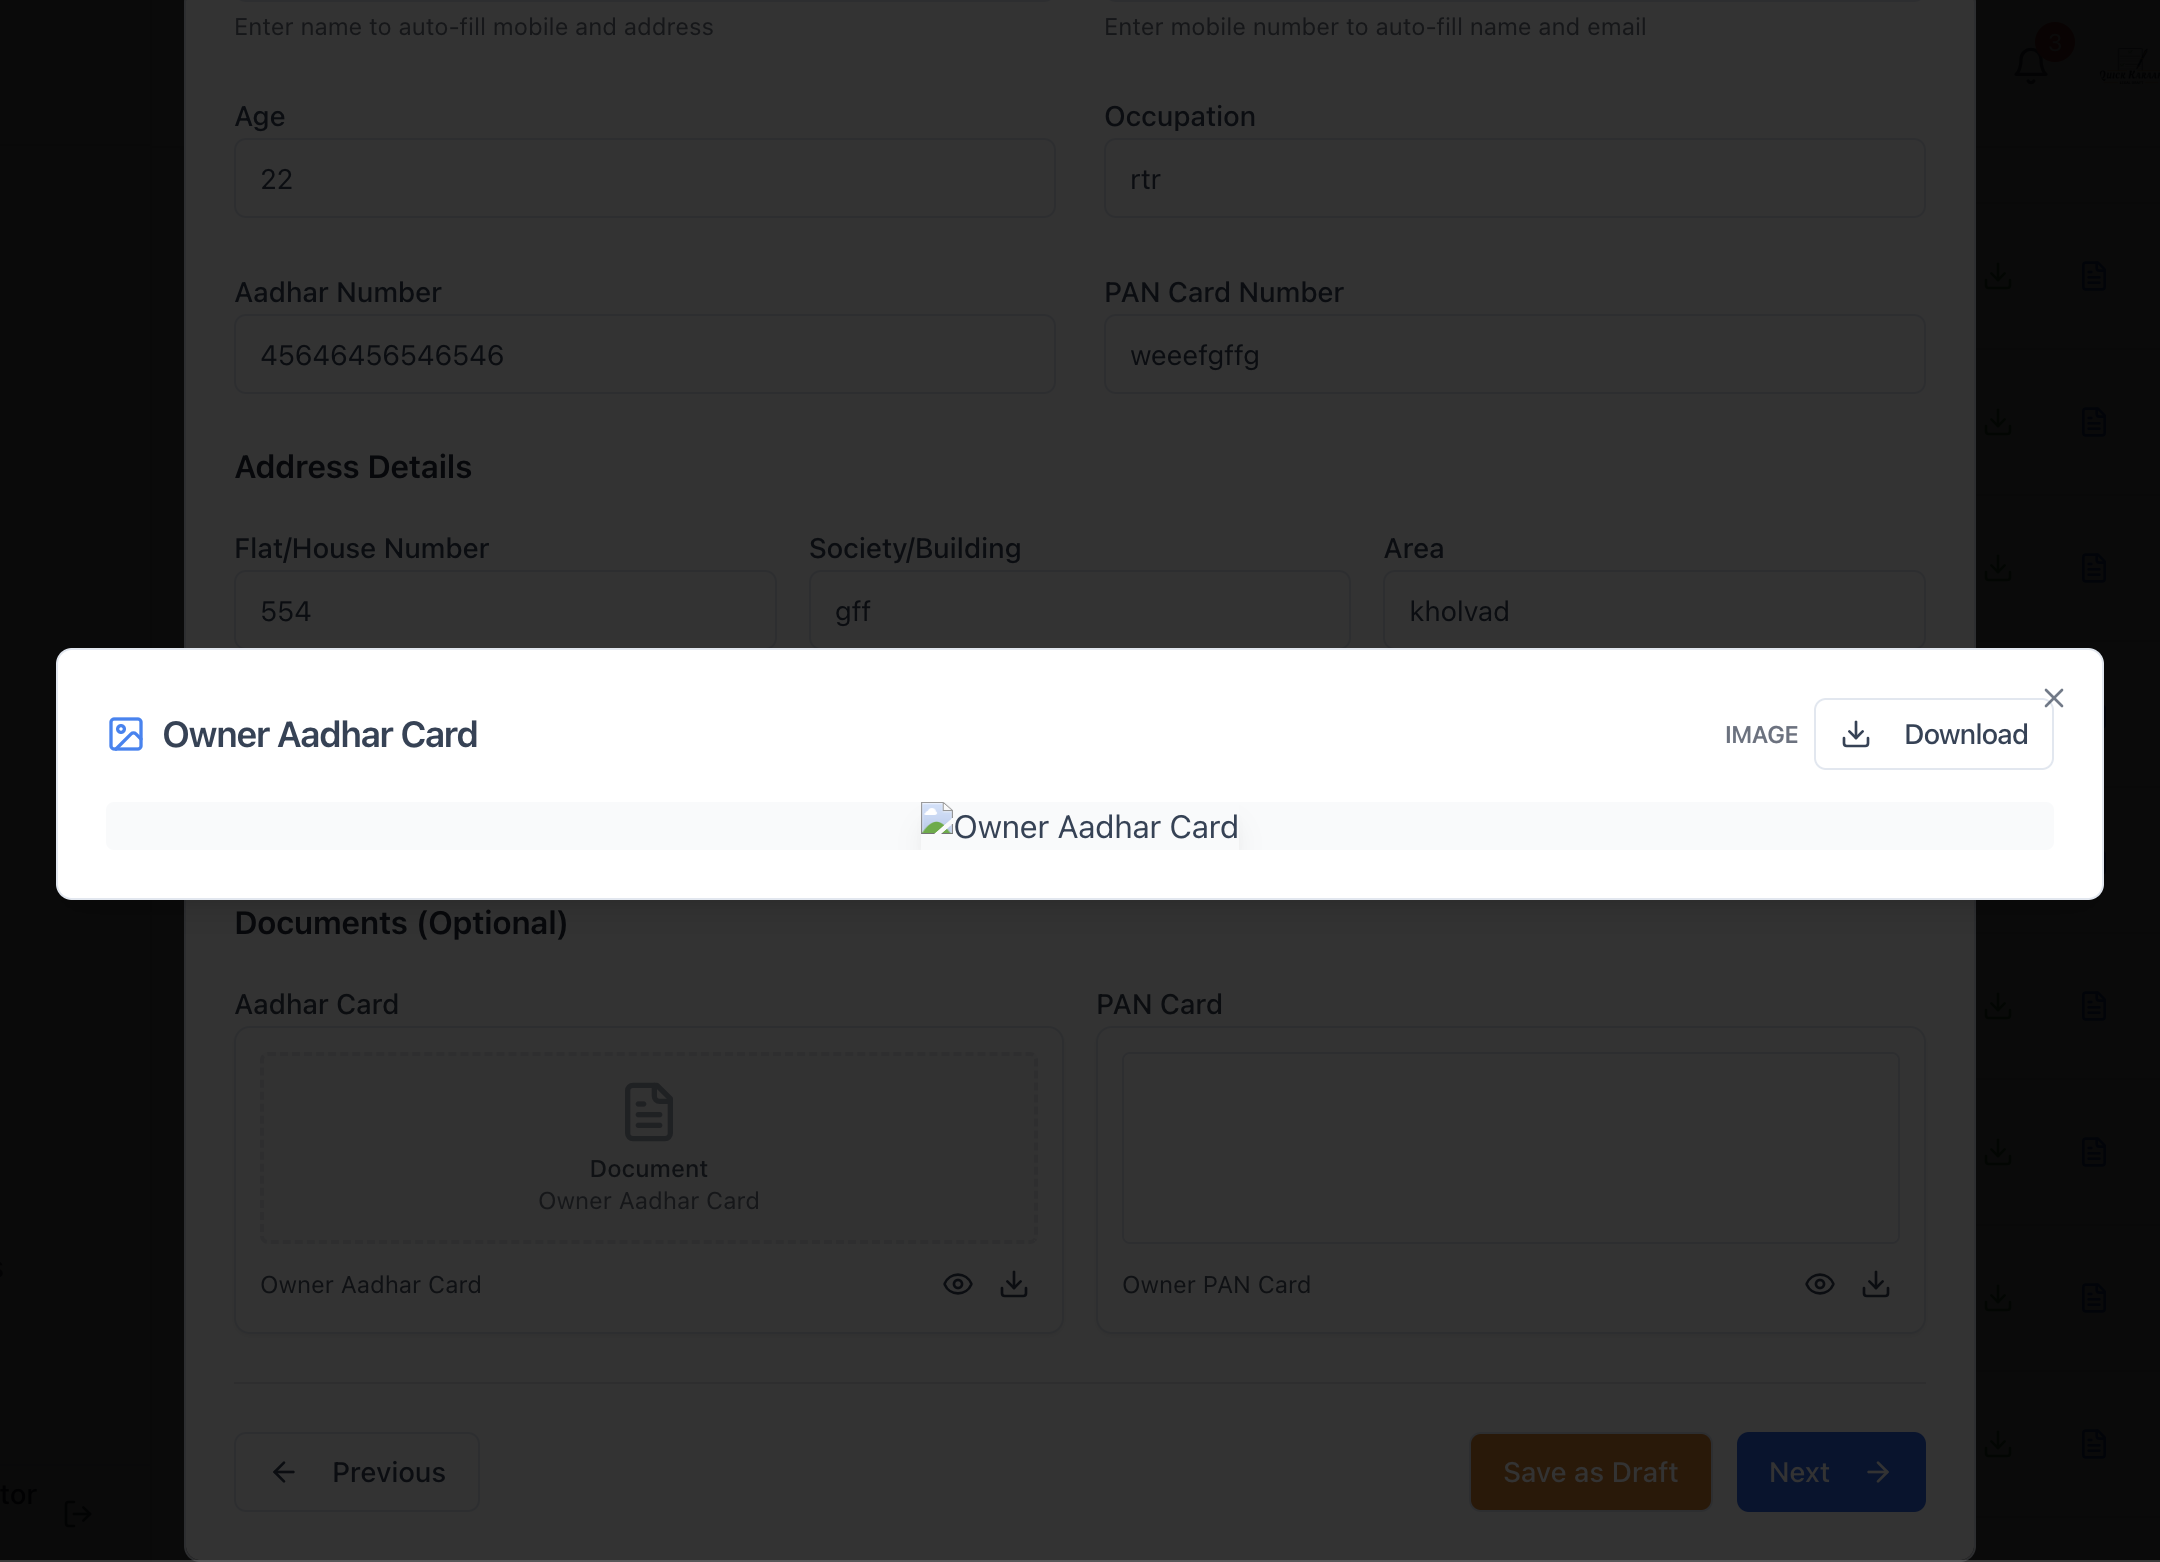 Enter name to auto-fill mobile and address
Enter mobile number to auto-fill name and email
3
Age
Occupation
22
rtr
Aadhar Number
PAN Card Number
45646456546546
weeefgffg
Address Details
Flat/House Number
Society/Building
Area
554
gff
kholvad
Owner Aadhar Card
IMAGE
Download
Owner Aadhar Card
Documents (Optional)
Aadhar Card
PAN Card
Document
Owner Aadhar Card
Owner Aadhar Card
Owner PAN Card
Previous
Save as Draft
Next
tor